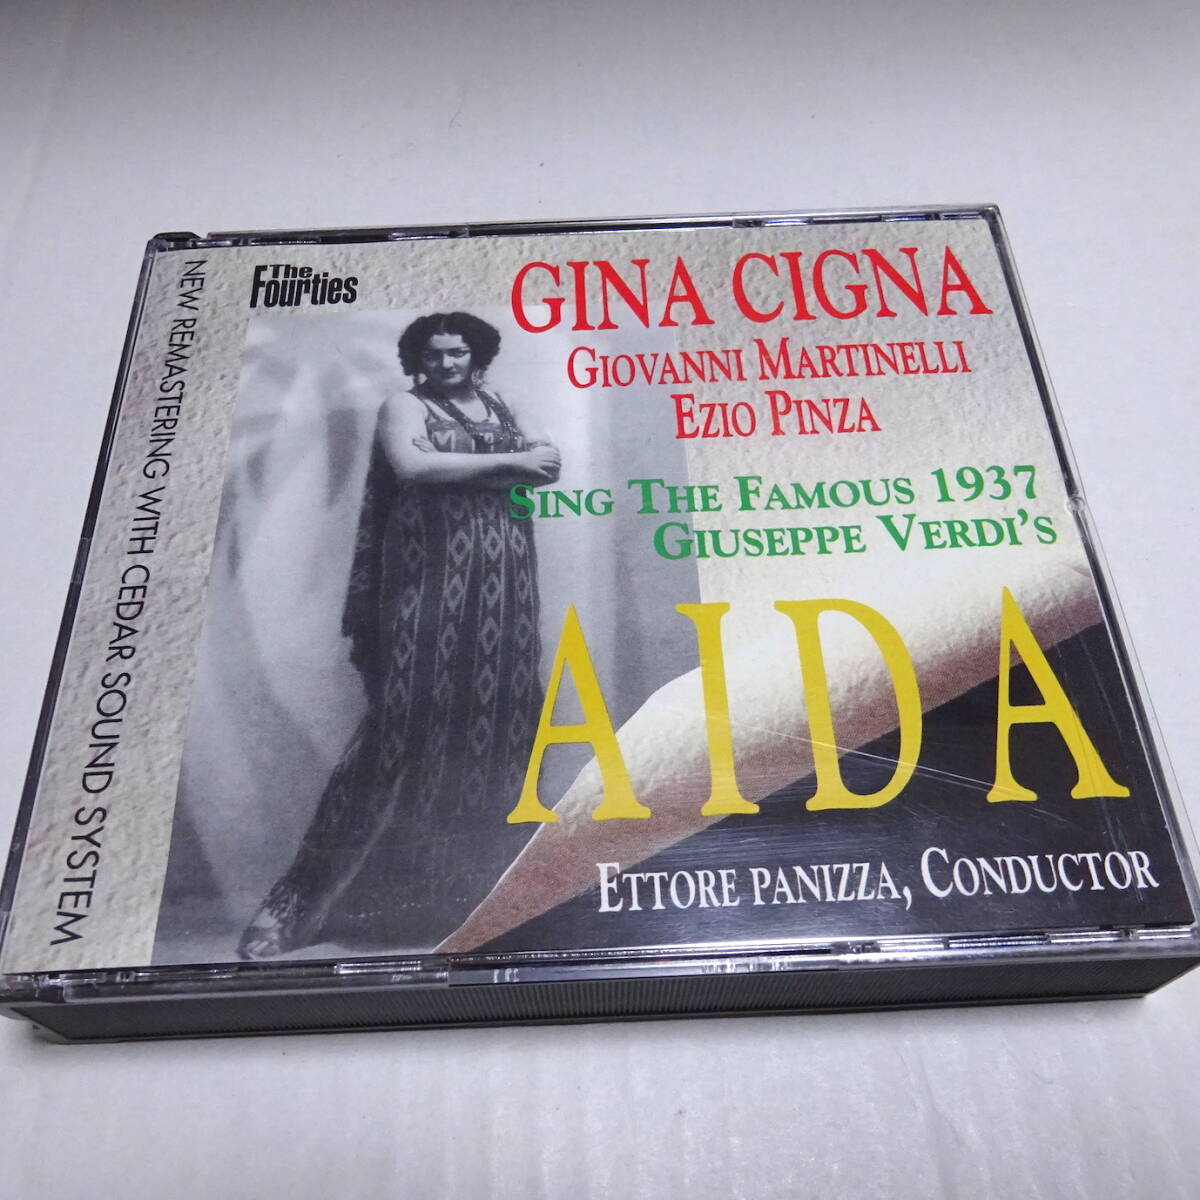 The
Fourties
NEW REMASTERING WITH CEDAR SOUND SYSTEM
GINA CIGNA
GIOVANNI MARTINELLI
EZIO PINZA
SING THE FAMOUS 1937
GIUSEPPE VERDI'S
AIDA
ETTORE PANIZZA, CONDUCTOR